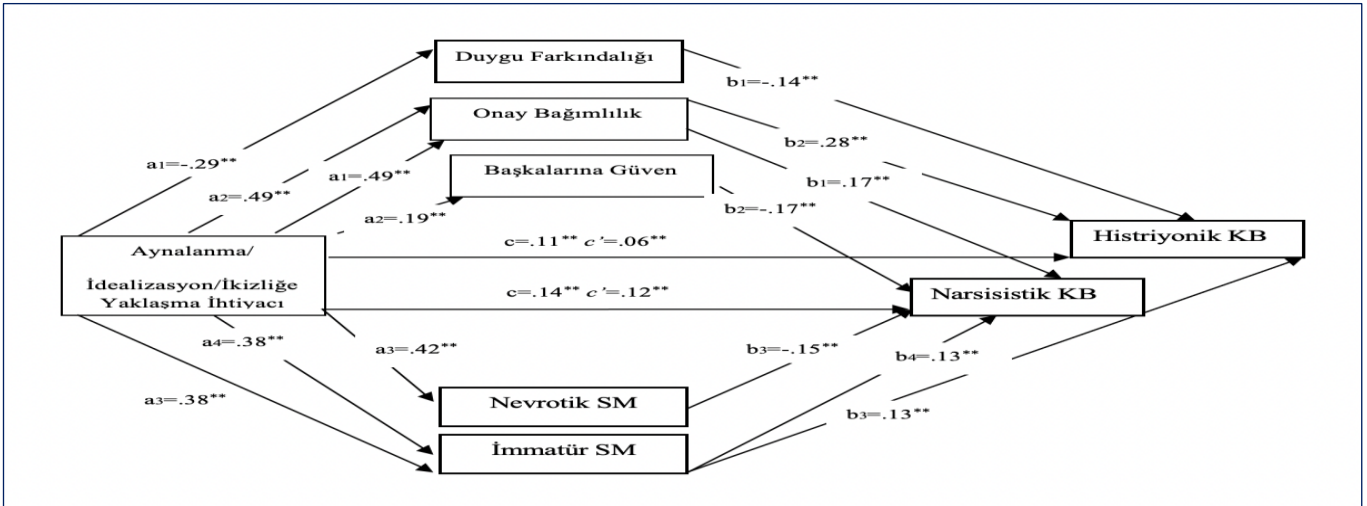 Duygu Farkındalığı
b1=-.14**
Onay Bağımlılık
b2=.28**
a1=-.29**
a2=.49**
a1=.49**
Başkalarına Güven
b1=.17**
a2=.19**
b2=-.17**
Histriyonik KB
Aynalanma/
İdealizasyon/İkizliğe
Yaklaşma İhtiyacı
c=.11** c’=.06**
c=.14** c’=.12**
Narsisistik KB
a4=.38**
a3=.42**
b3=-.15**
b4=.13**
a3=.38**
Nevrotik SM
b3=.13**
İmmatür SM